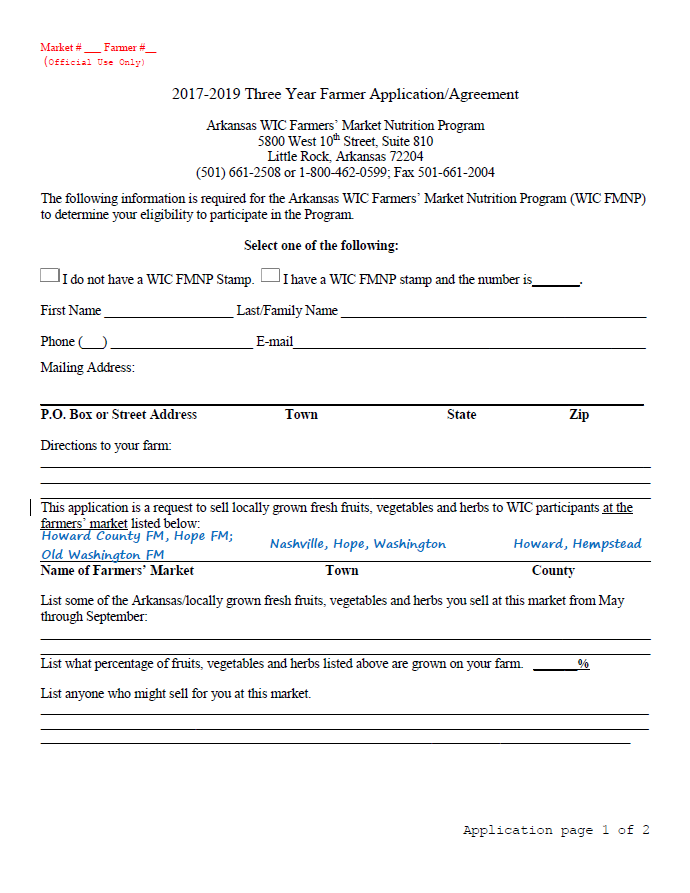 Market # ___ Farmer #__
(Official Use Only)
2017-2019 Three Year Farmer Application/Agreement
Arkansas WIC Farmers' Market Nutrition Program
5800 West 10th Street, Suite 810
Little Rock, Arkansas 72204
(501) 661-2508 or 1-800-462-0599; Fax 501-661-2004
The following information is required for the Arkansas WIC Farmers' Market Nutrition Program (WIC FMNP)
to determine your eligibility to participate in the Program.
Select one of the following:
I do not have a WIC FMNP Stamp. I have a WIC FMNP stamp and the number is_______.
First Name ___________________ Last/Family Name ______________________________________________
Phone (___) _____________________ E-mail_____________________________________________________
Mailing Address:
P.O. Box or Street Address Town State Zip
Directions to your farm:
This application is a request to sell locally grown fresh fruits, vegetables and herbs to WIC participants at the
farmers' market listed below:
Howard County FM, Hope FM;
Old Washington FM Nashville, Hope, Washington Howard, Hempstead
Name of Farmers' Market Town County
List some of the Arkansas/locally grown fresh fruits, vegetables and herbs you sell at this market from May
through September:
List what percentage of fruits, vegetables and herbs listed above are grown on your farm. ______%
List anyone who might sell for you at this market.
Application page 1 of 2